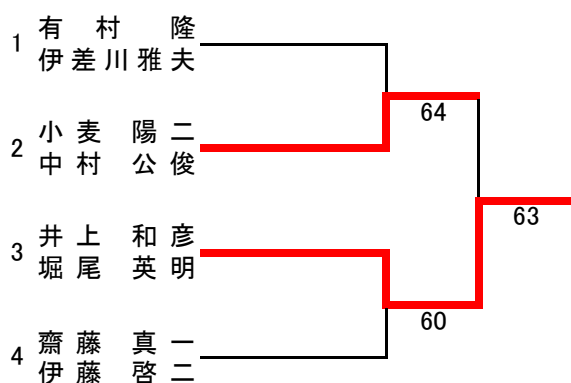 1
有村 隆
伊差川雅夫
64
2
小麦 陽二
中村 公俊
63
3
井上 和彦
堀尾 英明
60
4
齋藤 真一
伊藤 啓二